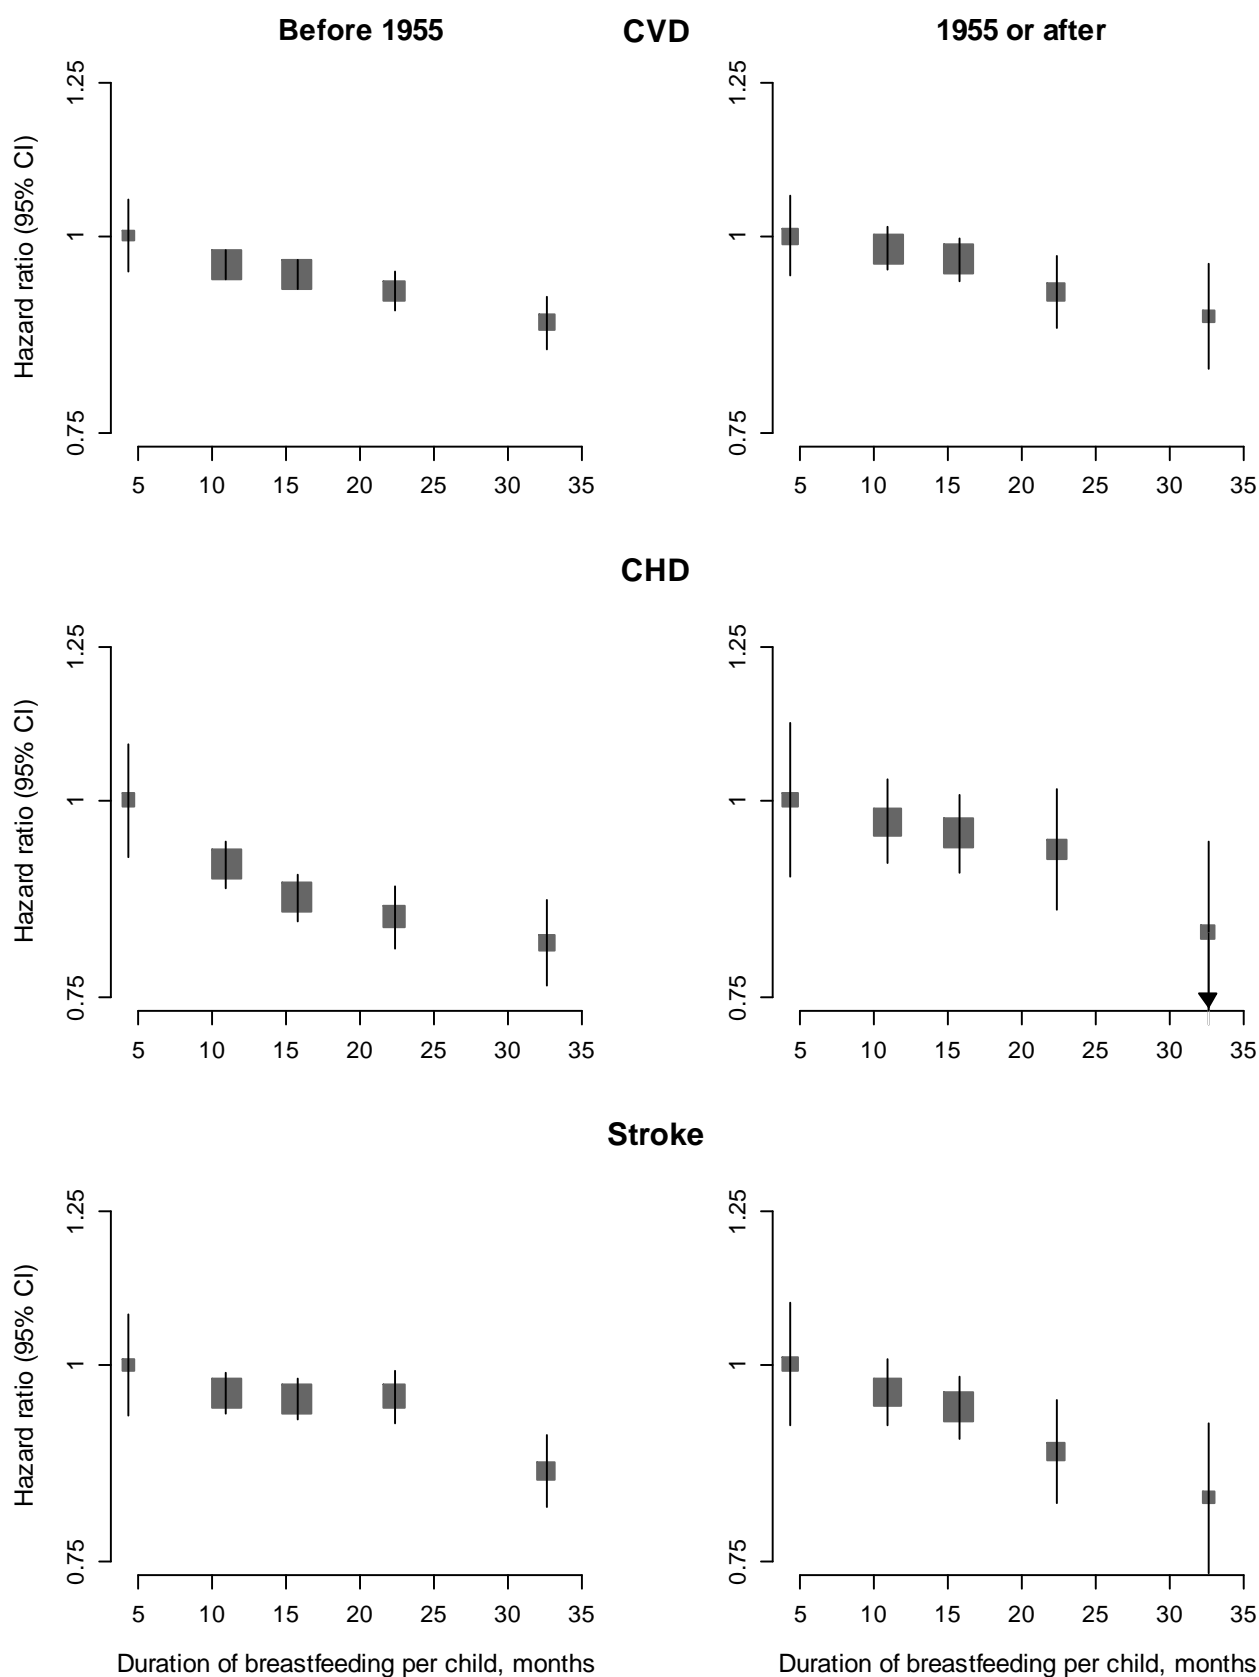 Before 1955 CVD 1955 or after
Hazard ratio (95% CI)
1.25
1
0.75
5 10 15 20 25 30 35
1.25
1
0.75
5 10 15 20 25 30 35
CHD
Hazard ratio (95% CI)
1.25
1
0.75
5 10 15 20 25 30 35
1.25
1
0.75
5 10 15 20 25 30 35
Stroke
Hazard ratio (95% CI)
1.25
1
0.75
5 10 15 20 25 30 35
Duration of breastfeeding per child, months
1.25
1
0.75
5 10 15 20 25 30 35
Duration of breastfeeding per child, months